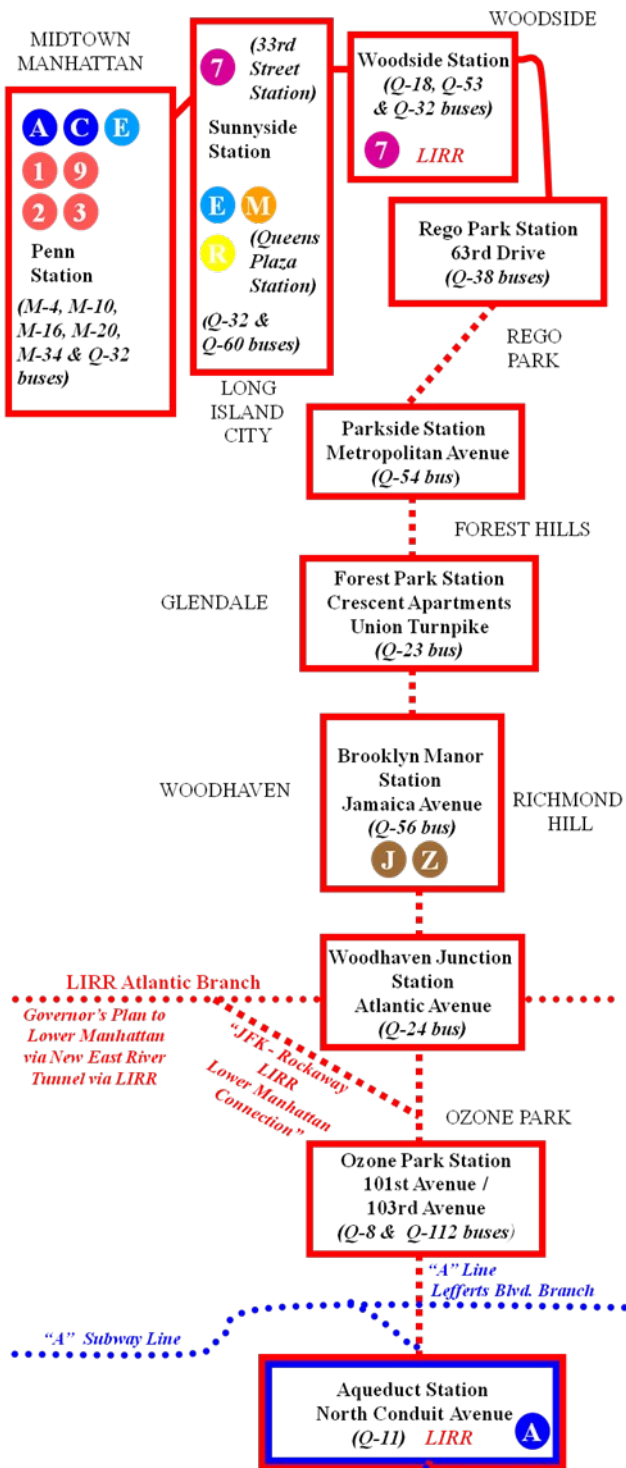 MIDTOWN
MANHATTAN
A C E
1 9
2 3
Penn
Station
(M-4, M-10,
M-16, M-20,
M-34 & Q-32
buses)
7
(33rd
Street
Station)
Sunnyside
Station
E M
R
(Queens
Plaza
Station)
(Q-32 &
Q-60 buses)
LONG
ISLAND
CITY
WOODSIDE
Woodside Station
(Q-18, Q-53
& Q-32 buses)
7 LIRR
Rego Park Station
63rd Drive
(Q-38 buses)
REGO
PARK
Parkside Station
Metropolitan Avenue
(Q-54 bus)
FOREST HILLS
GLENDALE
Forest Park Station
Crescent Apartments
Union Turnpike
(Q-23 bus)
WOODHAVEN
Brooklyn Manor
Station
Jamaica Avenue
(Q-56 bus)
J Z
RICHMOND
HILL
LIRR Atlantic Branch
Woodhaven Junction
Station
Atlantic Avenue
(Q-24 bus)
Governor's Plan to
Lower Manhattan
via New East River
Tunnel via LIRR
"JFK - Rockaway
LIRR
Lower Manhattan
Connection"
OZONE PARK
Ozone Park Station
101st Avenue /
103rd Avenue
(Q-8 & Q-112 buses)
"A" Line
Lefferts Blvd. Branch
"A" Subway Line
Aqueduct Station
North Conduit Avenue
(Q-11) LIRR
A